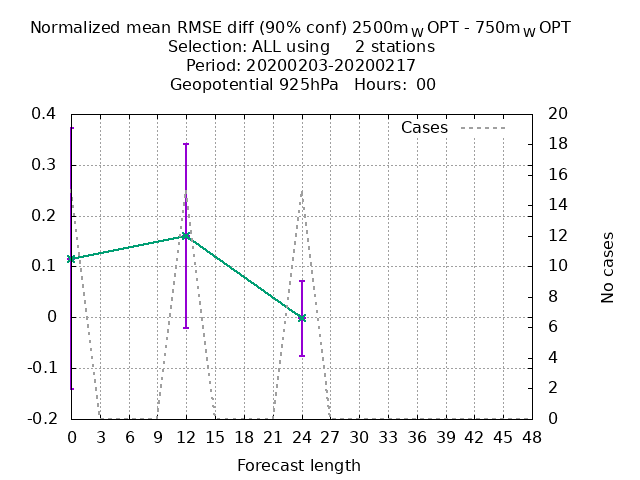 Normalized mean RMSE diff (90% conf) 2500m W OPT - 750m W OPT
Selection: ALL using 2 stations
Period: 20200203-20200217
Geopotential 925hPa Hours: 00
Cases
0.4
0.3
0.2
0.1
0
-0.1
-0.2
20
18
16
14
12
10
8
6
4
2
0
No cases
0 3 6 9 12 15 18 21 24 27 30 33 36 39 42 45 48
Forecast length